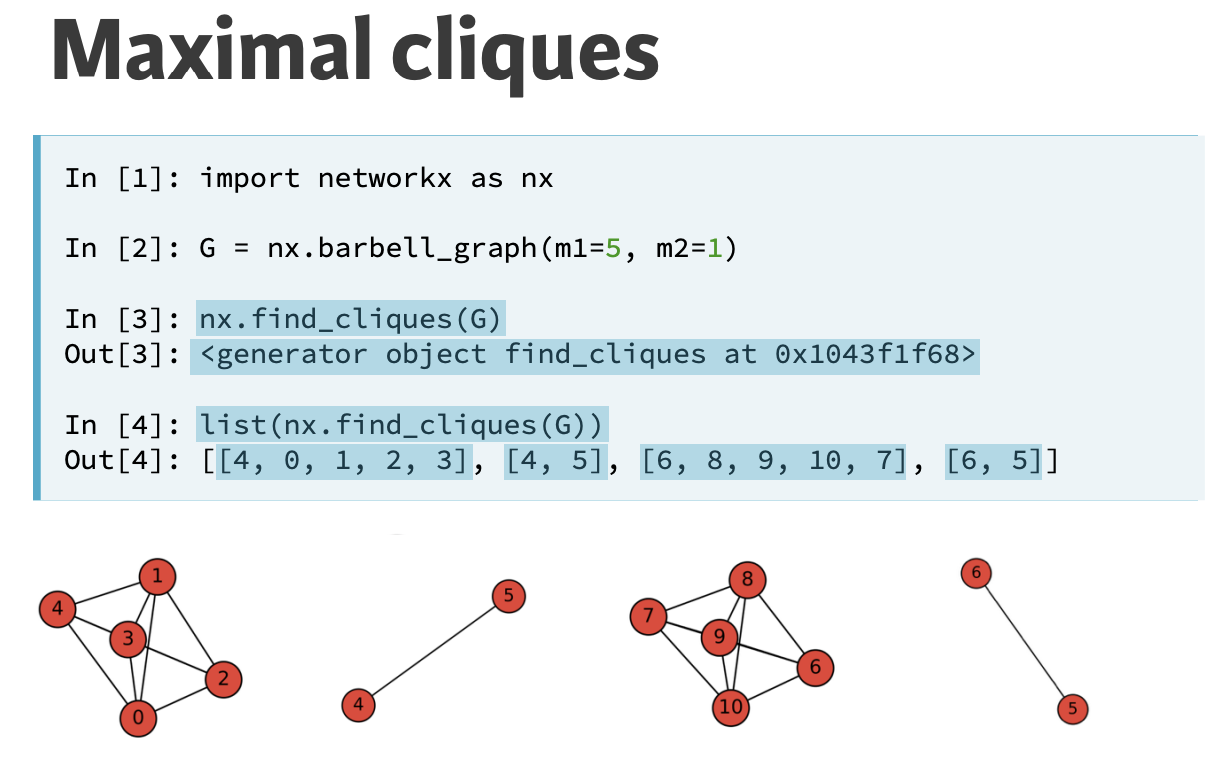 Maximal cliques
In [1]: import networkx as nx
In [2]: G = nx.barbell_graph(m1=5, m2=1)
In [3]: nx.find_cliques(G)
Out[3]: <generator object find_cliques at 0x1043f1f68>
In [4]: list(nx.find_cliques(G))
Out[4]: [[4, 0, 1, 2, 3], [4, 5], [6, 8, 9, 10, 7], [6, 5]]
1
4
3
2
0
5
4
8
7
9
6
10
6
5